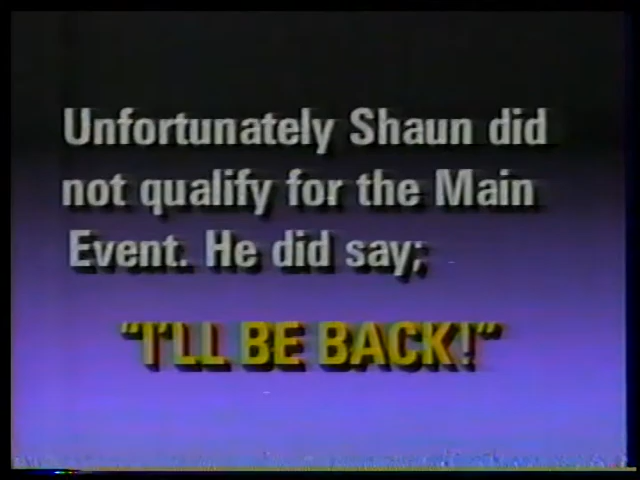 Unfortunately Shaun did
not qualify for the Main
Event. He did say;
"I'LL BE BACK!"